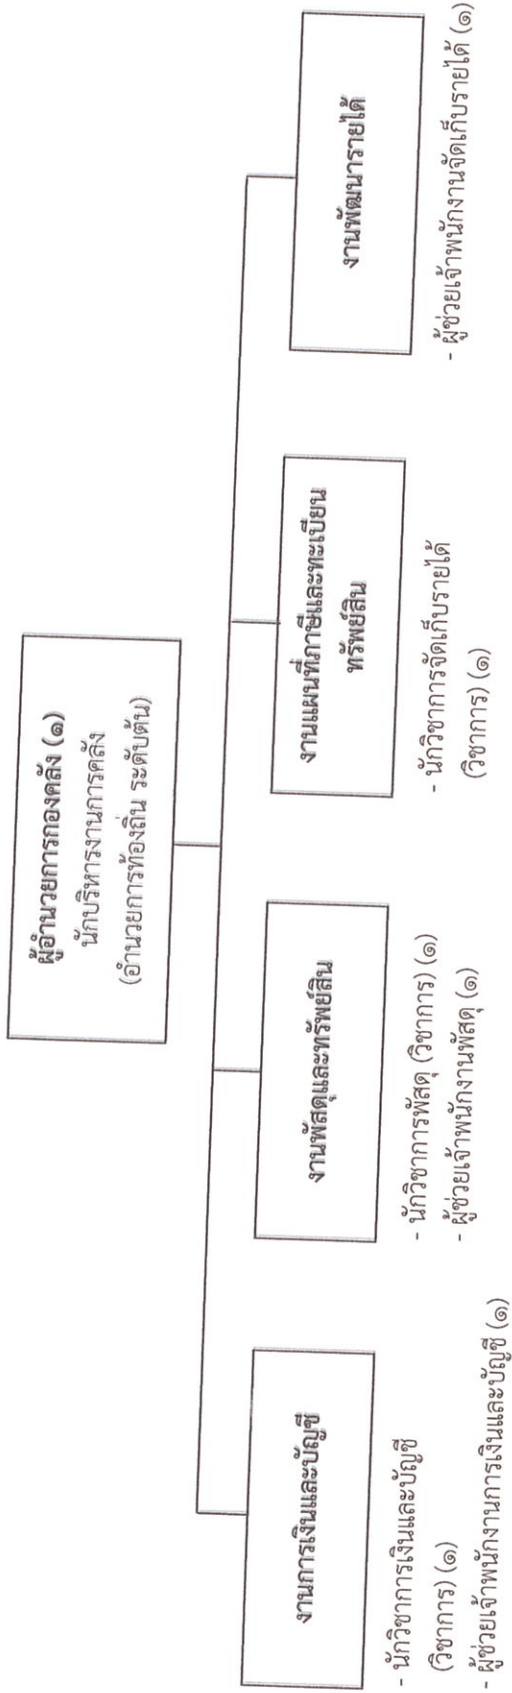 ผู้อำนวยการกองคลัง (๑)
นักบริหารงานการคลัง
(อำนวยการท้องถิ่น ระดับต้น)
งานการเงินและบัญชี
- นักวิชาการเงินและบัญชี
(วิชาการ) (๑)
- ผู้ช่วยเจ้าพนักงานการเงินและบัญชี (๑)
งานพัสดุและทรัพย์สิน
- นักวิชาการพัสดุ (วิชาการ) (๑)
- ผู้ช่วยเจ้าพนักงานพัสดุ (๑)
งานแผนที่ภาษีและทะเบียน
ทรัพย์สิน
- นักวิชาการจัดเก็บรายได้
(วิชาการ) (๑)
งานพัฒนารายได้
- ผู้ช่วยเจ้าพนักงานจัดเก็บรายได้ (๑)